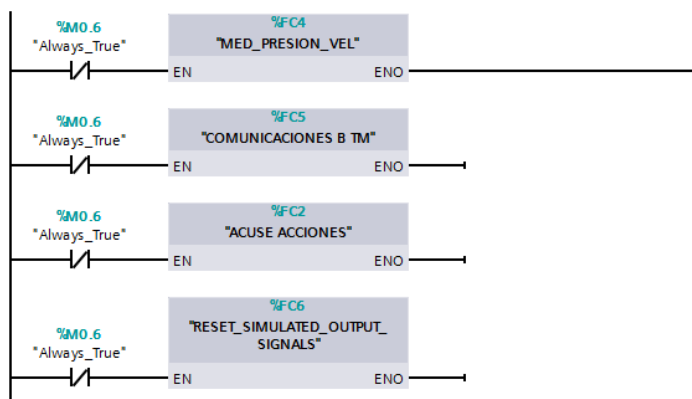 %M0.6
"Always_True"
%FC4
"MED_PRESION_VEL"
EN
ENO
%M0.6
"Always_True"
%FC5
"COMUNICACIONES B TM"
EN
ENO
%M0.6
"Always_True"
%FC2
"ACUSE ACCIONES"
EN
ENO
%M0.6
"Always_True"
%FC6
"RESET_SIMULATED_OUTPUT_
SIGNALS"
EN
ENO